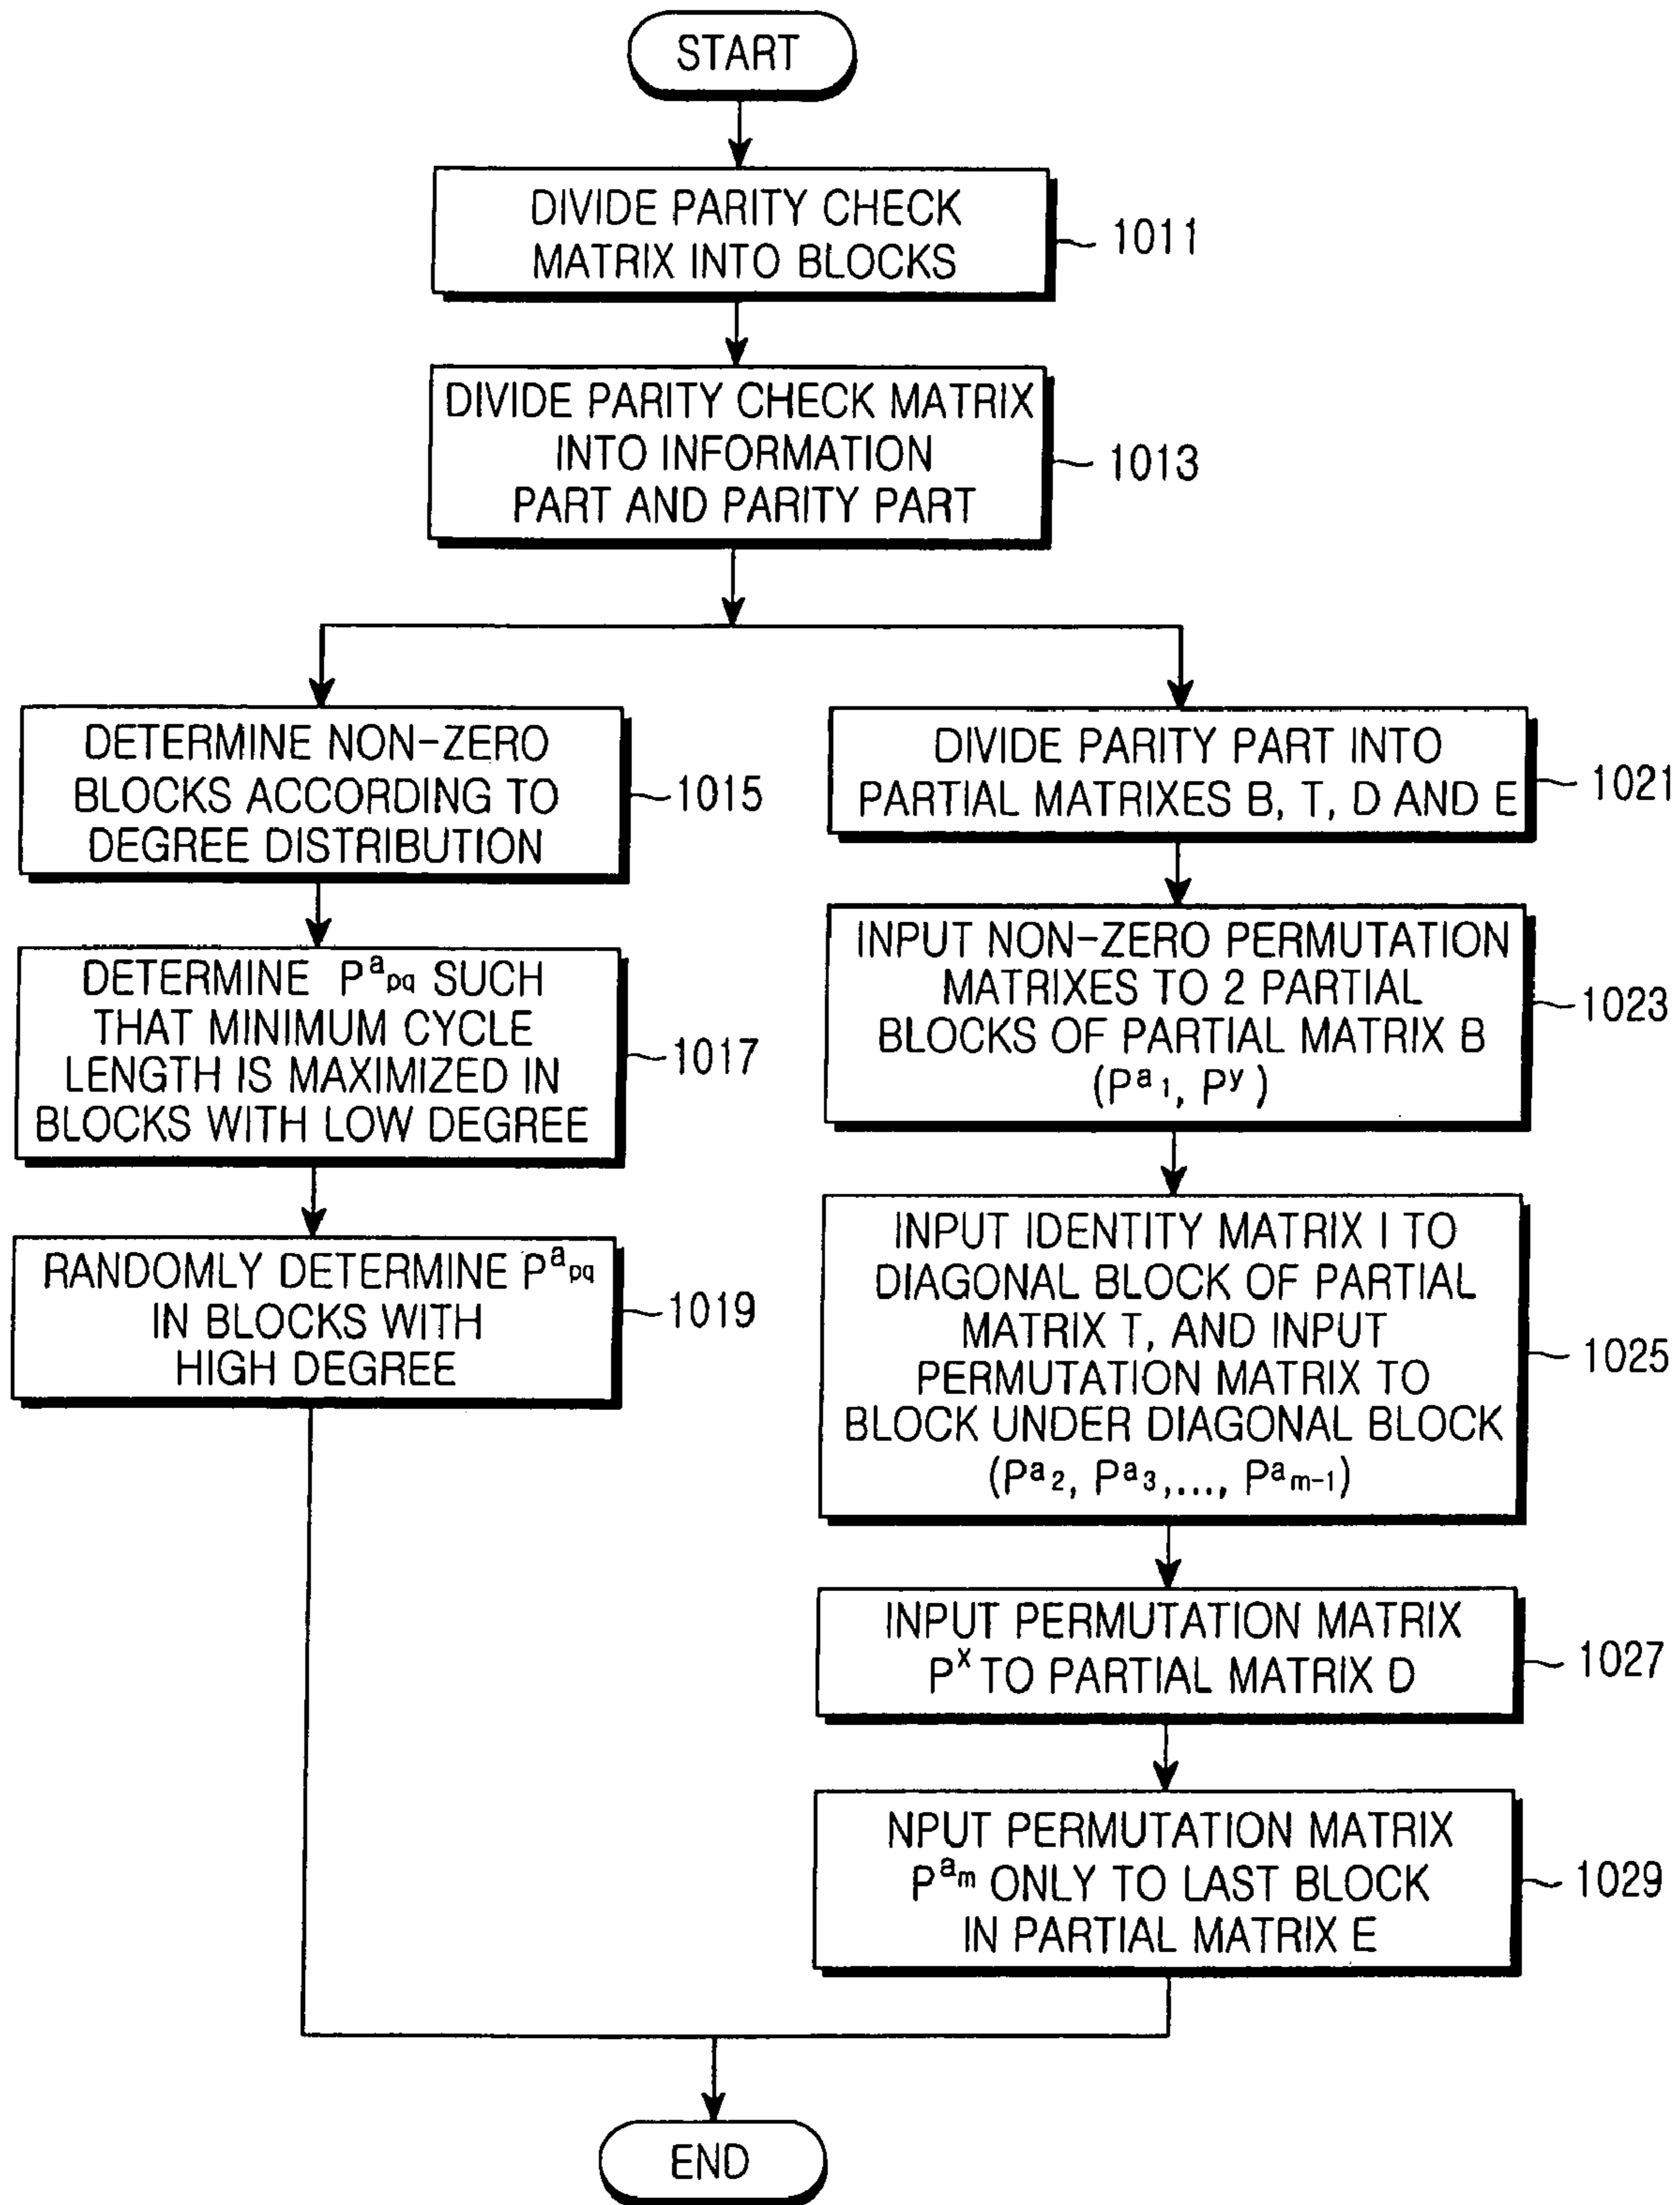 START
DIVIDE PARITY CHECK
MATRIX INTO BLOCKS
1011
DIVIDE PARITY CHECK MATRIX
INTO INFORMATION
PART AND PARITY PART
1013
DETERMINE NON-ZERO
BLOCKS ACCORDING TO
DEGREE DISTRIBUTION
1015
DETERMINE P^a_pq SUCH
THAT MINIMUM CYCLE
LENGTH IS MAXIMIZED IN
BLOCKS WITH LOW DEGREE
1017
RANDOMLY DETERMINE P^a_pq
IN BLOCKS WITH
HIGH DEGREE
1019
DIVIDE PARITY PART INTO
PARTIAL MATRIXES B, T, D AND E
1021
INPUT NON-ZERO PERMUTATION
MATRIXES TO 2 PARTIAL
BLOCKS OF PARTIAL MATRIX B
(P^a_1, P^y)
1023
INPUT IDENTITY MATRIX I TO
DIAGONAL BLOCK OF PARTIAL
MATRIX T, AND INPUT
PERMUTATION MATRIX TO
BLOCK UNDER DIAGONAL BLOCK
(P^a_2, P^a_3,..., P^a_m-1)
1025
INPUT PERMUTATION MATRIX
P^x TO PARTIAL MATRIX D
1027
NPUT PERMUTATION MATRIX
P^a_m ONLY TO LAST BLOCK
IN PARTIAL MATRIX E
1029
END